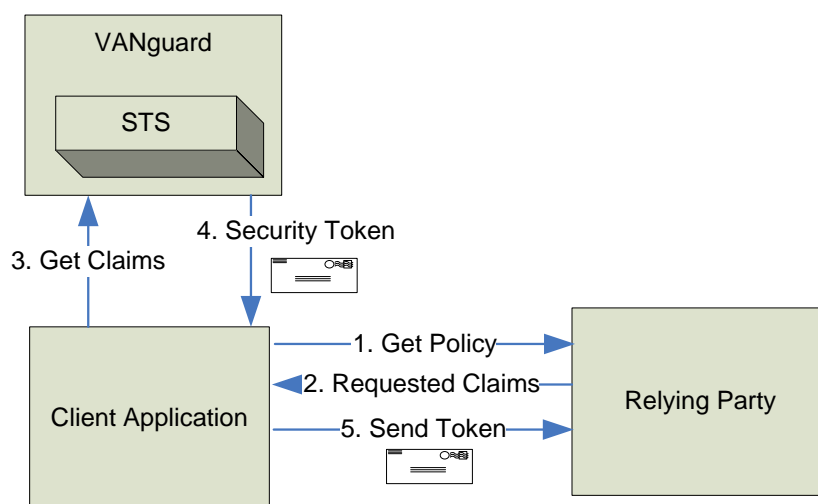 VANguard
STS
4. Security Token
3. Get Claims
1. Get Policy
2. Requested Claims
Client Application
Relying Party
5. Send Token